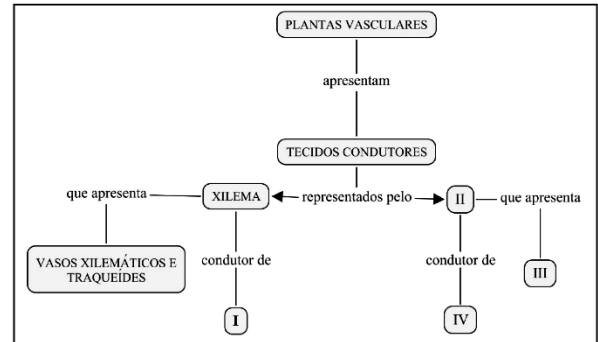 PLANTAS VASCULARES
apresentam
TECIDOS CONDUTORES
que apresenta
XILEMA
representados pelo
II
que apresenta
VASOS XILEMÁTICOS E
TRAQUEÍDES
condutor de
condutor de
III
I
IV